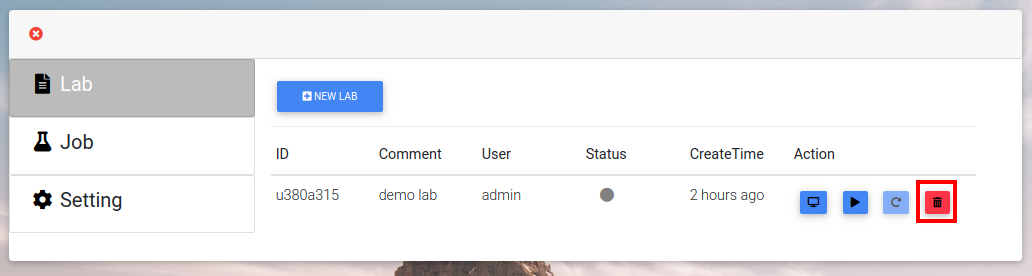 Lab
Job
Setting
NEW LAB
ID Comment User Status CreateTime Action
u380a315 demo lab admin 2 hours ago